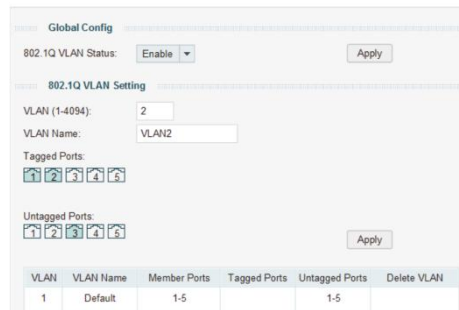 Global Config
802.1Q VLAN Status: Enable Apply
802.1Q VLAN Setting
VLAN (1-4094): 2
VLAN Name: VLAN2
Tagged Ports:
1 2 3 4 5
Untagged Ports:
1 2 3 4 5
Apply
VLAN VLAN Name Member Ports Tagged Ports Untagged Ports Delete VLAN
1 Default 1-5 1-5